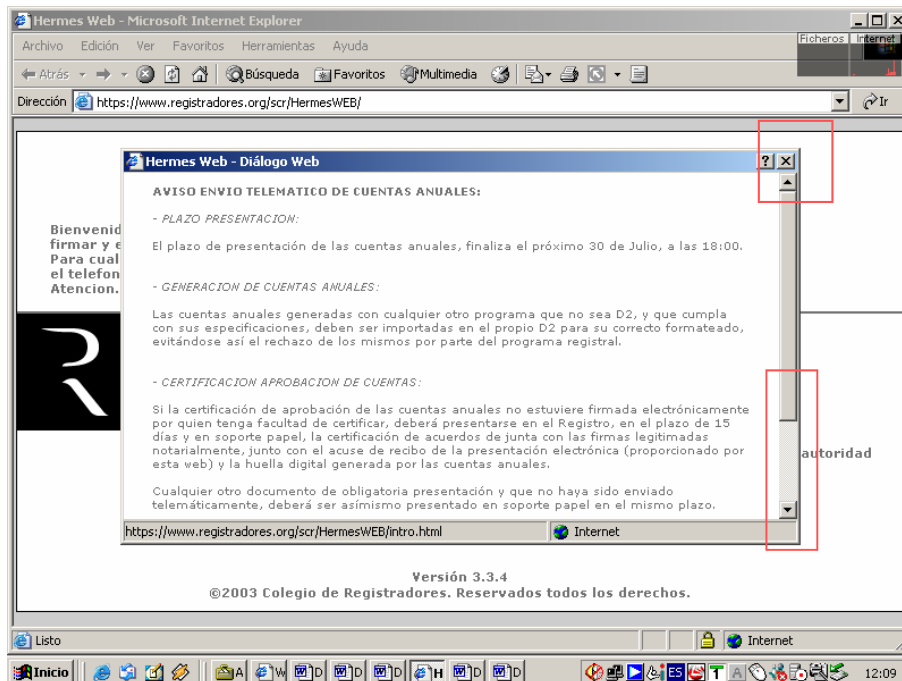 Hermes Web - Microsoft Internet Explorer
Archivo Edición Ver Favoritos Herramientas Ayuda
Ficheros Internet
Atrás Búsqueda Favoritos Multimedia
Dirección https://www.registradores.org/scr/HermesWEB/ Ir
Hermes Web - Diálogo Web
AVISO ENVIO TELEMATICO DE CUENTAS ANUALES:
- PLAZO PRESENTACION:
El plazo de presentación de las cuentas anuales, finaliza el próximo 30 de Julio, a las 18:00.
- GENERACION DE CUENTAS ANUALES:
Las cuentas anuales generadas con cualquier otro programa que no sea D2, y que cumpla
con sus especificaciones, deben ser importadas en el propio D2 para su correcto formateado,
evitándose así el rechazo de los mismos por parte del programa registral.
- CERTIFICACION APROBACION DE CUENTAS:
Si la certificación de aprobación de las cuentas anuales no estuviere firmada electrónicamente
por quien tenga facultad de certificar, deberá presentarse en el Registro, en el plazo de 15
días y en soporte papel, la certificación de acuerdos de junta con las firmas legitimadas
notarialmente, junto con el acuse de recibo de la presentación electrónica (proporcionado por
esta web) y la huella digital generada por las cuentas anuales.
Cualquier otro documento de obligatoria presentación y que no haya sido enviado
telemáticamente, deberá ser asímismo presentado en soporte papel en el mismo plazo.
https://www.registradores.org/scr/HermesWEB/intro.html Internet
Bienvenid
firmar y e
Para cual
el telefon
Atencion.
R
autoridad
Versión 3.3.4
©2003 Colegio de Registradores. Reservados todos los derechos.
Listo Internet
Inicio A W D D D H D D ES T A 12:09